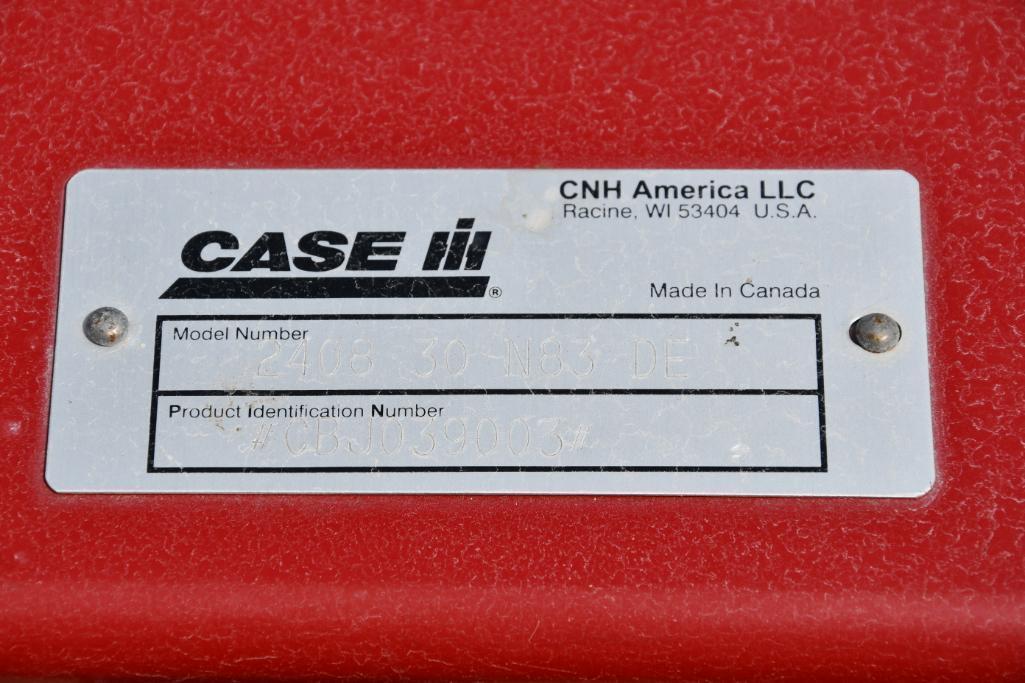 CNH America LLC
Racine, WI 53404 U.S.A.
CASE IH ®
Made In Canada
Model Number
2408 30 N83 DE
Product Identification Number
#CBJ039003#